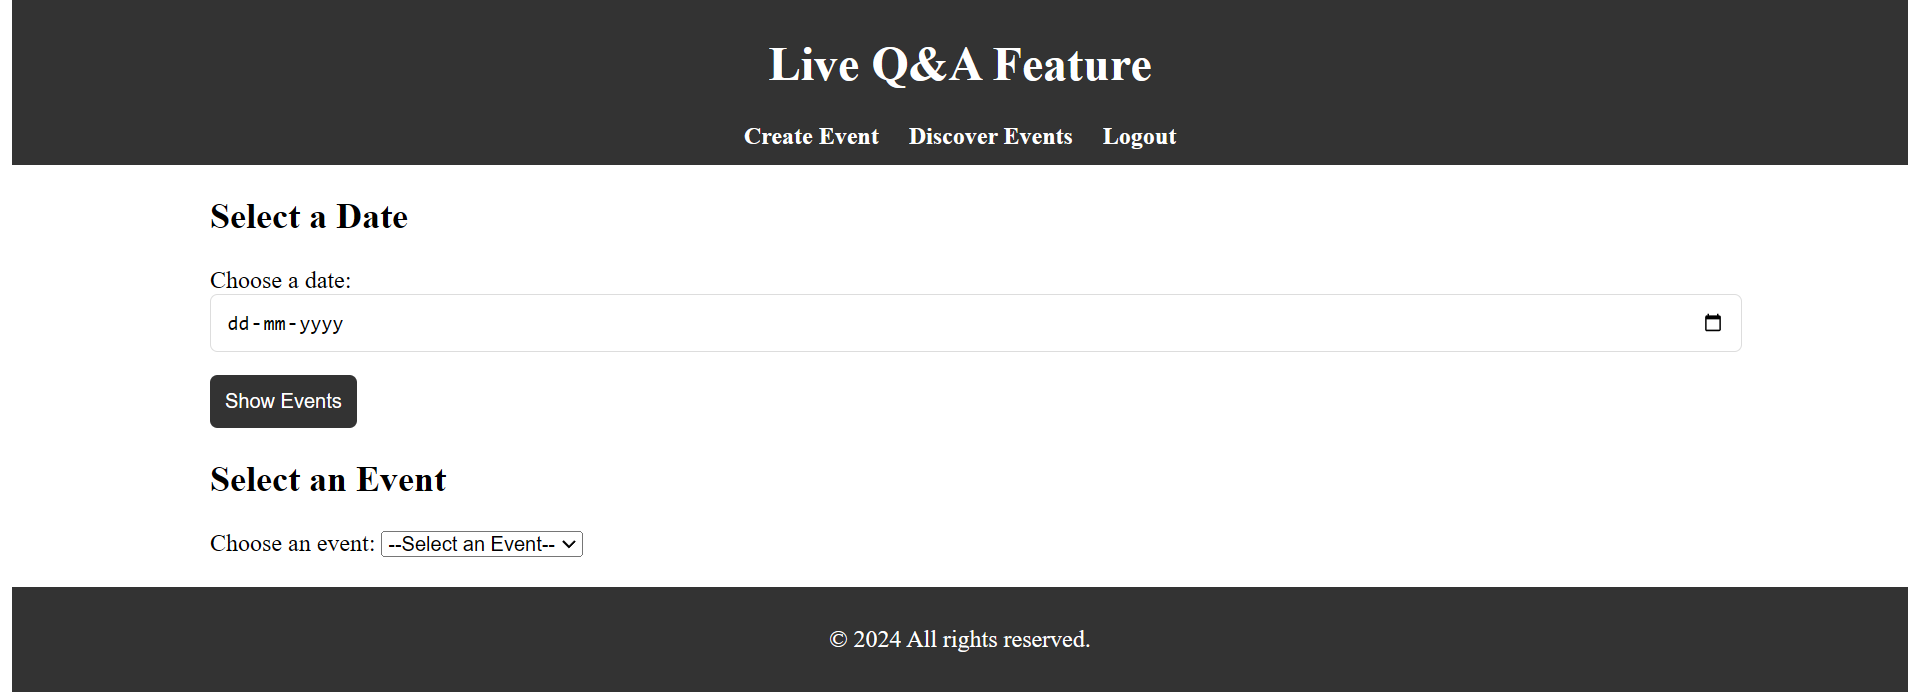 Live Q&A Feature
Create Event Discover Events Logout
Select a Date
Choose a date:
dd-mm-yyyy
Show Events
Select an Event
Choose an event: --Select an Event--
© 2024 All rights reserved.